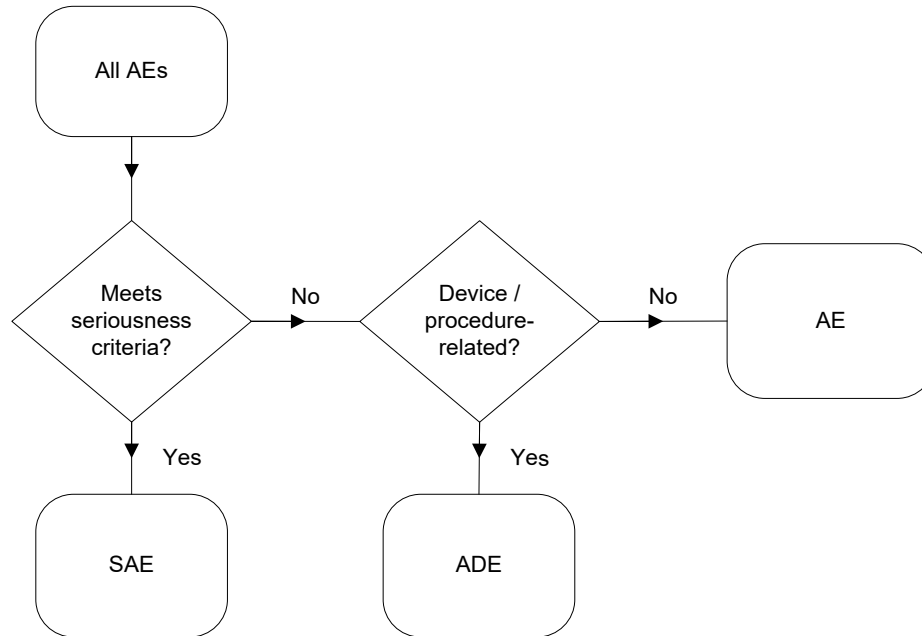 All AEs
Meets
seriousness
criteria?
No
Device /
procedure-
related?
No
AE
Yes
Yes
SAE
ADE